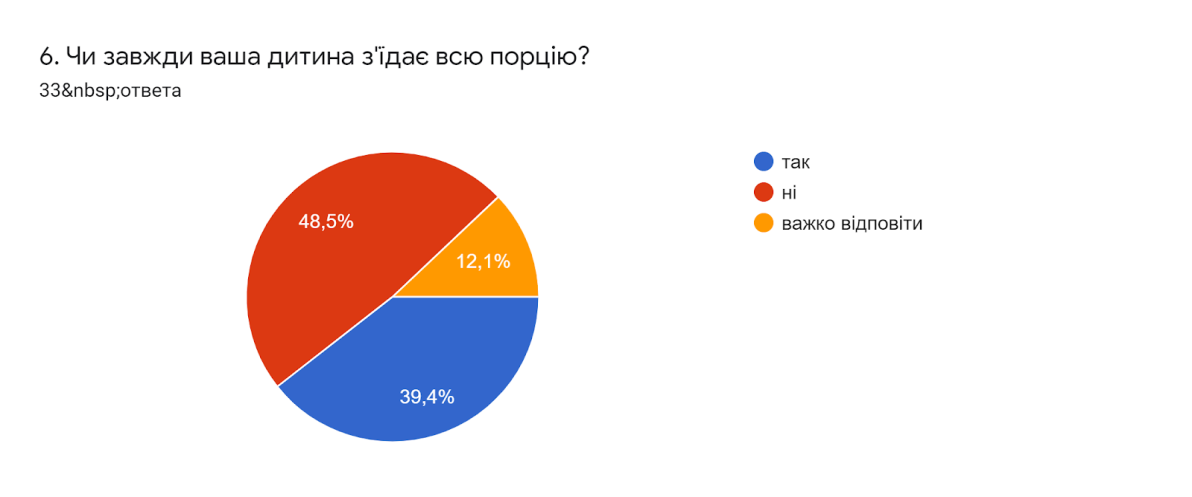 6. Чи завжди ваша дитина з'їдає всю порцію?
33&nbsp;ответа
так
ні
важко відповіти
48,5%
12,1%
39,4%